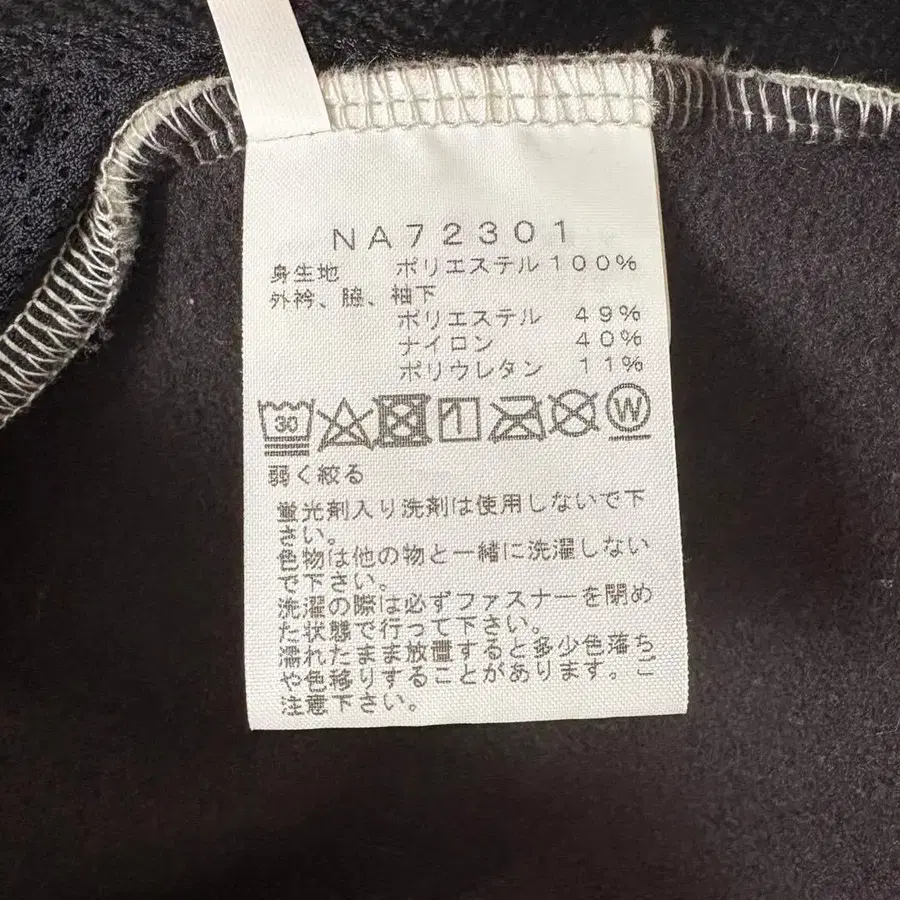 NA72301
身生地 ポリエステル 100%
外衿、脇、袖下
ポリエステル 49%
ナイロン 40%
ポリウレタン 11%
30 1 W
弱く絞る
蛍光剤入り洗剤は使用しないで下
さい。
色物は他の物と一緒に洗濯しない
で下さい。
洗濯の際は必ずファスナーを閉め
た状態で行って下さい。
濡れたまま放置すると多少色落ち
や色移りすることがあります。ご
注意下さい。